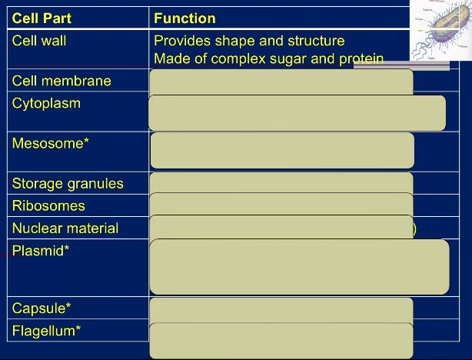 Cell Part Function
Cell wall Provides shape and structure
Made of complex sugar and protein
Cell membrane
Cytoplasm
Mesosome*
Storage granules
Ribosomes
Nuclear material )
Plasmid*
Capsule*
Flagellum*